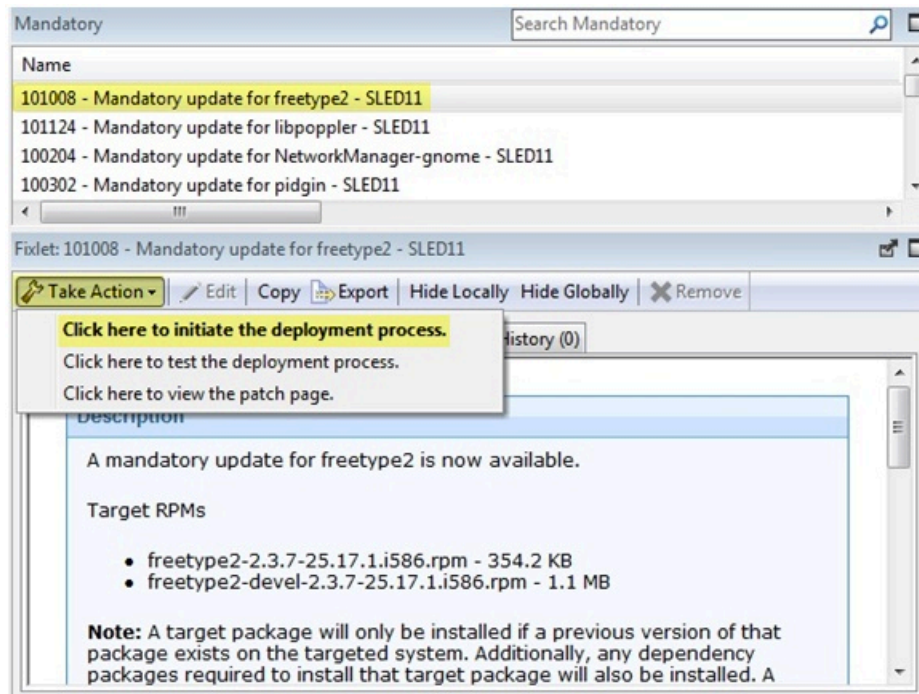 Mandatory
Search Mandatory
Name
101008 - Mandatory update for freetype2 - SLED11
101124 - Mandatory update for libpoppler - SLED11
100204 - Mandatory update for NetworkManager-gnome - SLED11
100302 - Mandatory update for pidgin - SLED11
Fixlet: 101008 - Mandatory update for freetype2 - SLED11
Take Action Edit Copy Export Hide Locally Hide Globally Remove
Click here to initiate the deployment process.
History (0)
Click here to test the deployment process.
Click here to view the patch page.
Description
A mandatory update for freetype2 is now available.
Target RPMs
• freetype2-2.3.7-25.17.1.i586.rpm - 354.2 KB
• freetype2-devel-2.3.7-25.17.1.i586.rpm - 1.1 MB
Note: A target package will only be installed if a previous version of that
package exists on the targeted system. Additionally, any dependency
packages required to install that target package will also be installed. A